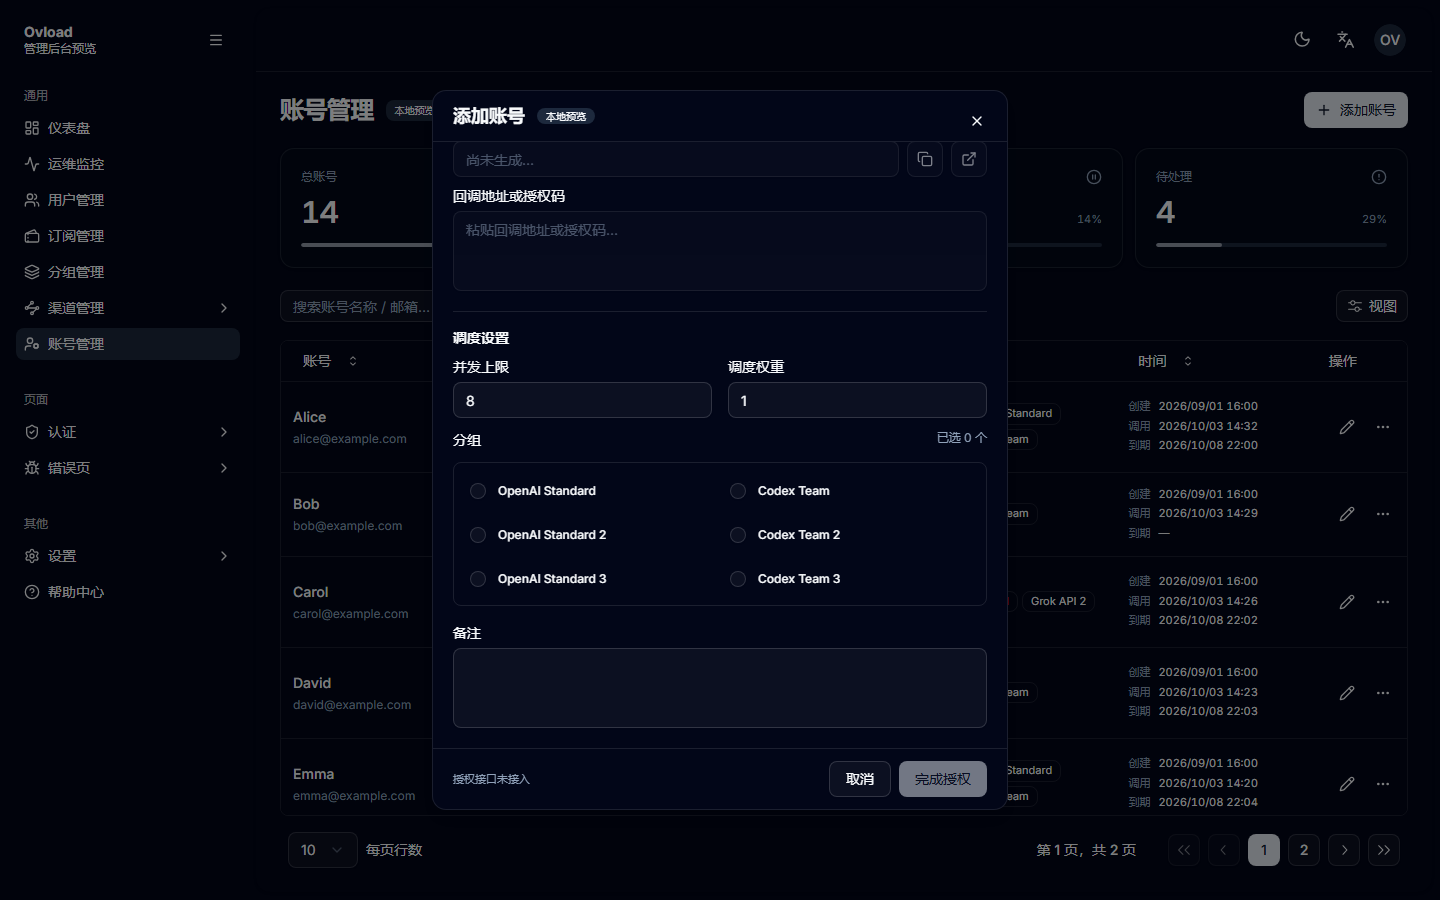 Ovload
管理后台预览
OV
通用
仪表盘
运维监控
用户管理
订阅管理
分组管理
渠道管理
账号管理
页面
认证
错误页
其他
设置
帮助中心
账号管理
本地预览
添加账号
总账号
14
14%
待处理
4
29%
搜索账号名称 / 邮箱...
视图
账号
时间
操作
Alice
alice@example.com
Standard
eam
创建 2026/09/01 16:00
调用 2026/10/03 14:32
到期 2026/10/08 22:00
Bob
bob@example.com
eam
创建 2026/09/01 16:00
调用 2026/10/03 14:29
到期 —
Carol
carol@example.com
Grok API 2
创建 2026/09/01 16:00
调用 2026/10/03 14:26
到期 2026/10/08 22:02
David
david@example.com
eam
创建 2026/09/01 16:00
调用 2026/10/03 14:23
到期 2026/10/08 22:03
Emma
emma@example.com
Standard
eam
创建 2026/09/01 16:00
调用 2026/10/03 14:20
到期 2026/10/08 22:04
10
每页行数
第 1 页，共 2 页
1
2
添加账号
本地预览
尚未生成...
回调地址或授权码
粘贴回调地址或授权码...
调度设置
并发上限
调度权重
8
1
分组
已选 0 个
OpenAI Standard
Codex Team
OpenAI Standard 2
Codex Team 2
OpenAI Standard 3
Codex Team 3
备注
授权接口未接入
取消
完成授权